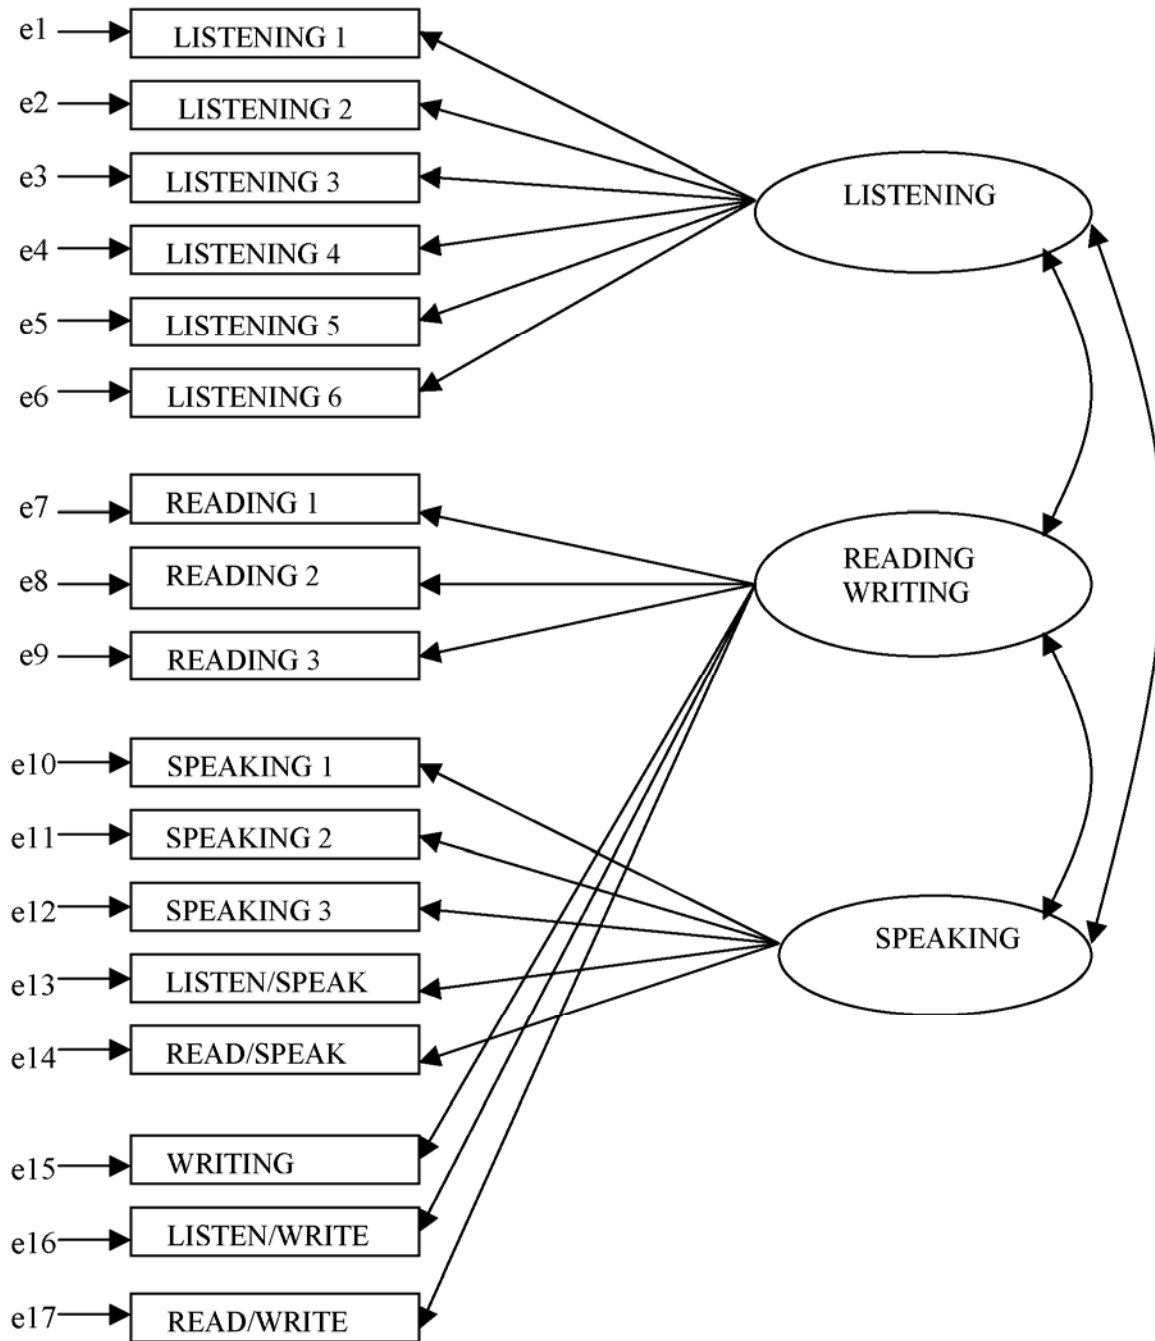 e1 LISTENING 1
e2 LISTENING 2
e3 LISTENING 3
LISTENING
e4 LISTENING 4
e5 LISTENING 5
e6 LISTENING 6
e7 READING 1
e8 READING 2
READING
WRITING
e9 READING 3
e10 SPEAKING 1
e11 SPEAKING 2
e12 SPEAKING 3
SPEAKING
e13 LISTEN/SPEAK
e14 READ/SPEAK
e15 WRITING
e16 LISTEN/WRITE
e17 READ/WRITE